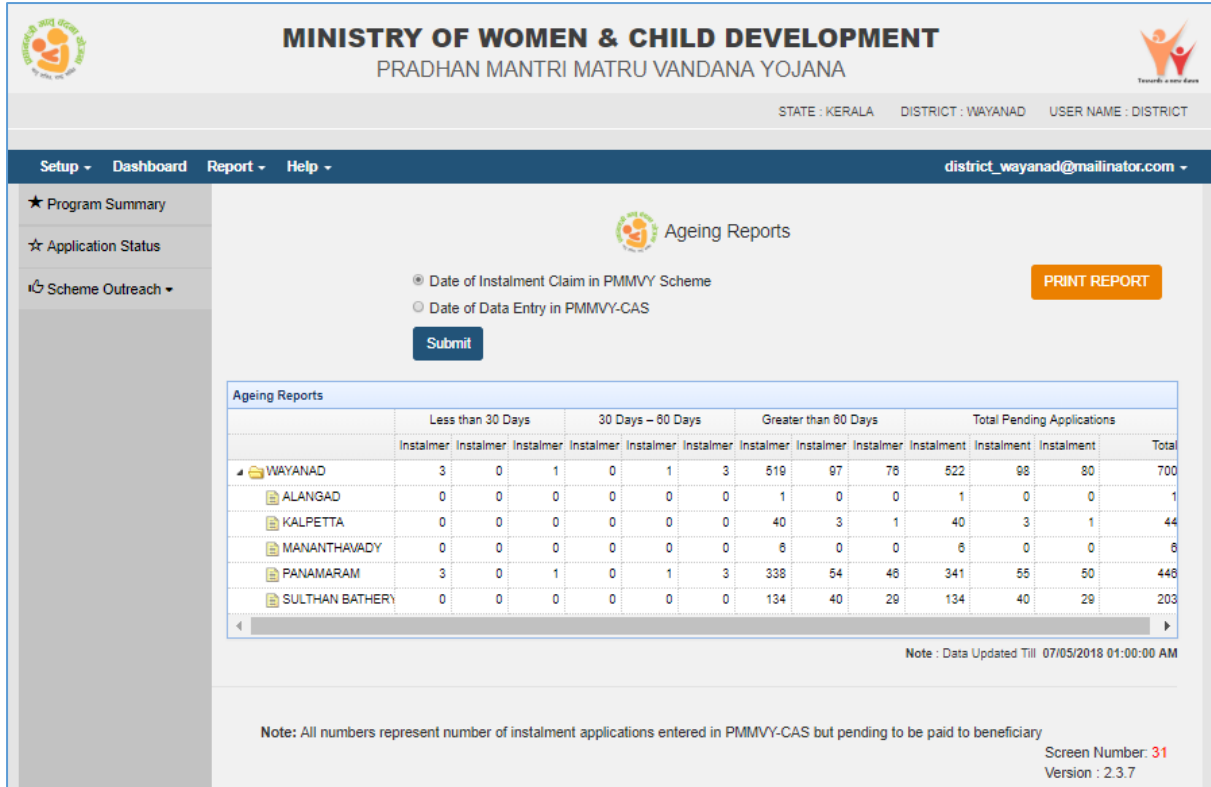 MINISTRY OF WOMEN & CHILD DEVELOPMENT
PRADHAN MANTRI MATRU VANDANA YOJANA
Towards a new dawn
STATE : KERALA DISTRICT : WAYANAD USER NAME : DISTRICT
Setup Dashboard Report Help district_wayanad@mailinator.com
Program Summary
Application Status
Scheme Outreach
Ageing Reports
Date of Instalment Claim in PMMVY Scheme
Date of Data Entry in PMMVY-CAS
PRINT REPORT
Submit
Ageing Reports
Less than 30 Days 30 Days – 60 Days Greater than 60 Days Total Pending Applications
Instalmer Instalmer Instalmer Instalmer Instalmer Instalmer Instalmer Instalmer Instalmer Instalment Instalment Instalment Total
WAYANAD 3 0 1 0 1 3 519 97 76 522 98 80 700
ALANGAD 0 0 0 0 0 0 1 0 0 1 0 0 1
KALPETTA 0 0 0 0 0 0 40 3 1 40 3 1 44
MANANTHAVADY 0 0 0 0 0 0 6 0 0 6 0 0 6
PANAMARAM 3 0 1 0 1 3 338 54 46 341 55 50 446
SULTHAN BATHERY 0 0 0 0 0 0 134 40 29 134 40 29 203
Note : Data Updated Till 07/05/2018 01:00:00 AM
Note: All numbers represent number of instalment applications entered in PMMVY-CAS but pending to be paid to beneficiary
Screen Number: 31
Version : 2.3.7